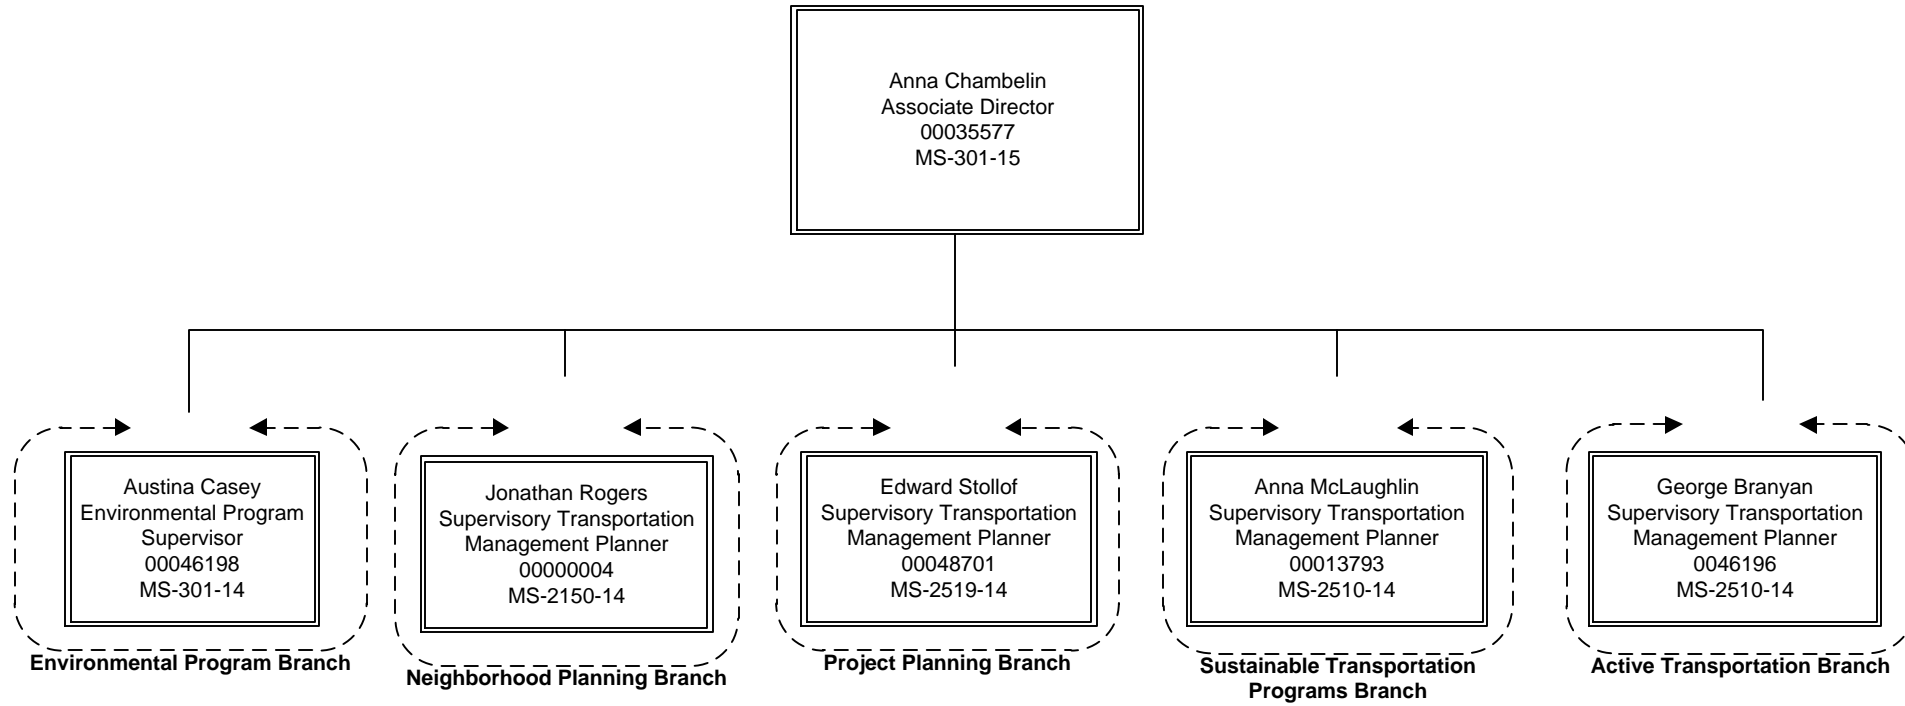 Anna Chambelin
Associate Director
00035577
MS-301-15
Austina Casey
Environmental Program
Supervisor
00046198
MS-301-14
Environmental Program Branch
Jonathan Rogers
Supervisory Transportation
Management Planner
00000004
MS-2150-14
Neighborhood Planning Branch
Edward Stollof
Supervisory Transportation
Management Planner
00048701
MS-2519-14
Project Planning Branch
Anna McLaughlin
Supervisory Transportation
Management Planner
00013793
MS-2510-14
Sustainable Transportation
Programs Branch
George Branyan
Supervisory Transportation
Management Planner
0046196
MS-2510-14
Active Transportation Branch